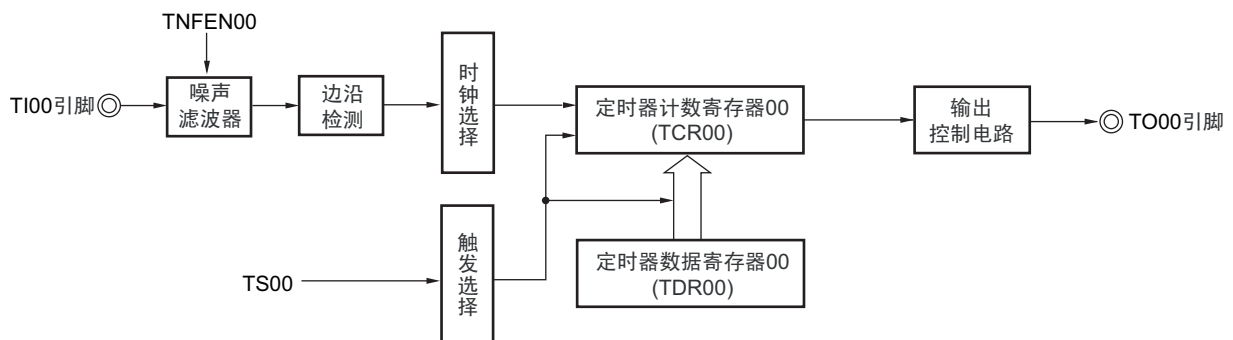 TNFEN00
TI00引脚
噪声
滤波器
边沿
检测
时钟选择
定时器计数寄存器00
(TCR00)
输出
控制电路
TO00引脚
TS00
触发选择
定时器数据寄存器00
(TDR00)